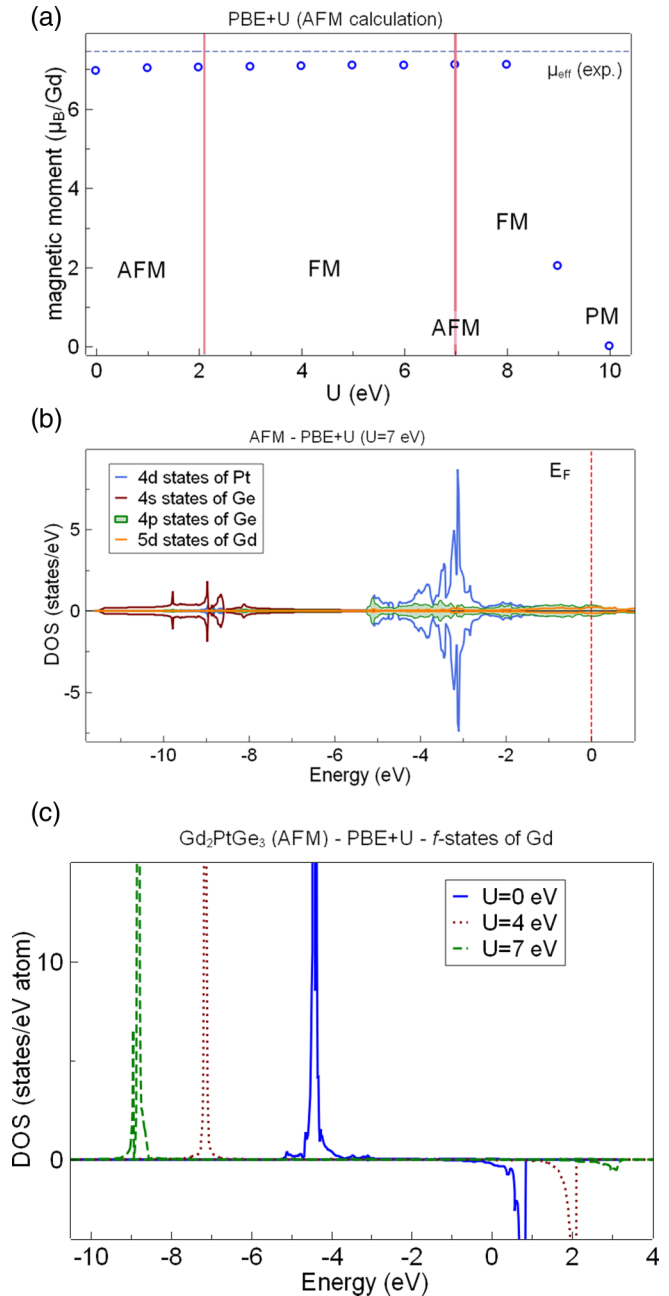 (a)
PBE+U (AFM calculation)
magnetic moment (μB/Gd)
6
4
2
0
μeff (exp.)
AFM
FM
AFM
FM
PM
0
2
4
6
8
10
U (eV)
(b)
AFM - PBE+U (U=7 eV)
DOS (states/eV)
5
0
-5
4d states of Pt
4s states of Ge
4p states of Ge
5d states of Gd
EF
-10
-8
-6
-4
-2
0
Energy (eV)
(c)
Gd2PtGe3 (AFM) - PBE+U - f-states of Gd
DOS (states/eV atom)
10
0
U=0 eV
U=4 eV
U=7 eV
-10
-8
-6
-4
-2
0
2
4
Energy (eV)